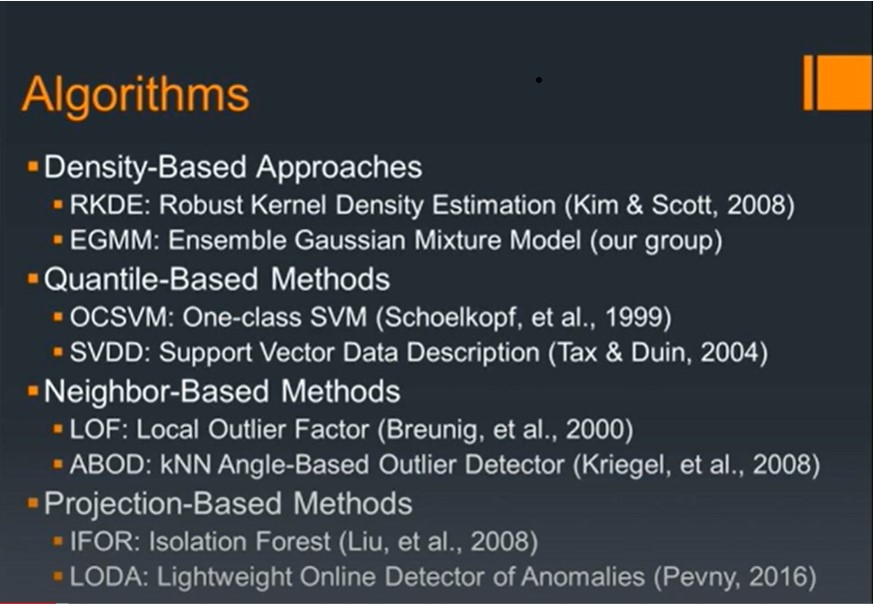 Algorithms
Density-Based Approaches
RKDE: Robust Kernel Density Estimation (Kim & Scott, 2008)
EGMM: Ensemble Gaussian Mixture Model (our group)
Quantile-Based Methods
OCSVM: One-class SVM (Schoelkopf, et al., 1999)
SVDD: Support Vector Data Description (Tax & Duin, 2004)
Neighbor-Based Methods
LOF: Local Outlier Factor (Breunig, et al., 2000)
ABOD: kNN Angle-Based Outlier Detector (Kriegel, et al., 2008)
Projection-Based Methods
IFOR: Isolation Forest (Liu, et al., 2008)
LODA: Lightweight Online Detector of Anomalies (Pevny, 2016)